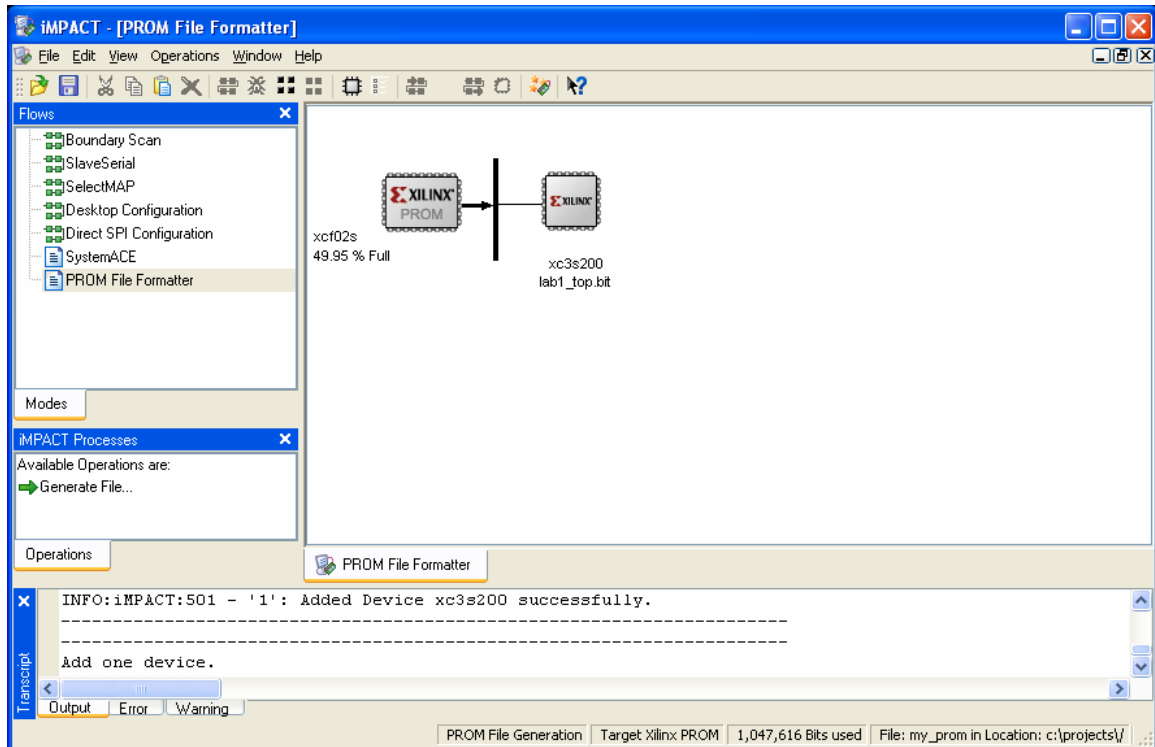 iMPACT - [PROM File Formatter]
File Edit View Operations Window Help
Flows
Boundary Scan
SlaveSerial
SelectMAP
Desktop Configuration
Direct SPI Configuration
SystemACE
PROM File Formatter
Modes
iMPACT Processes
Available Operations are:
Generate File...
Operations
XILINX
PROM
xcf02s
49.95 % Full
XILINX
xc3s200
lab1_top.bit
PROM File Formatter
Transcript
INFO:iMPACT:501 - '1': Added Device xc3s200 successfully.
----------------------------------------------------------------------
----------------------------------------------------------------------
Add one device.
Output Error Warning
PROM File Generation Target Xilinx PROM 1,047,616 Bits used File: my_prom in Location: c:\projects\/